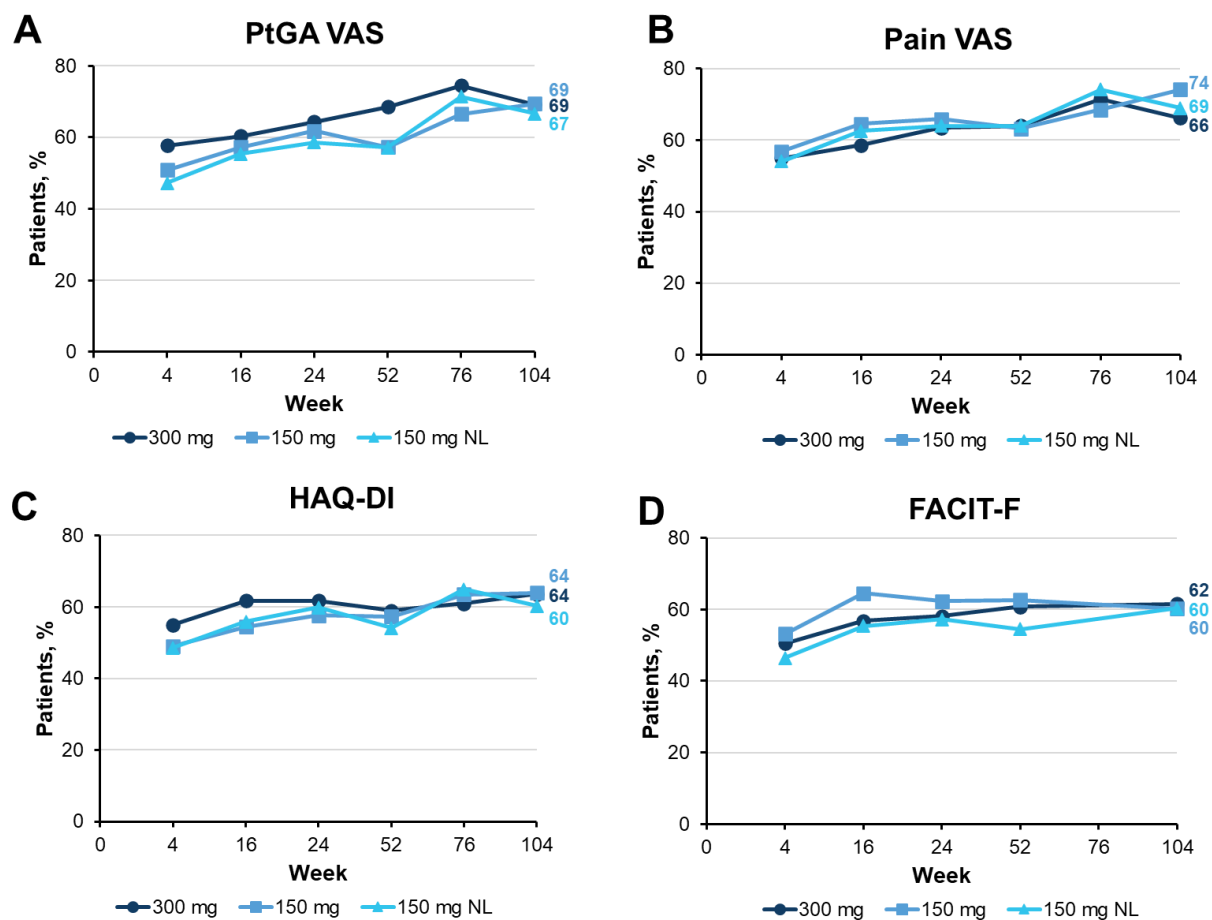 A
PtGA VAS
80
60
40
20
0
Patients, %
0 4 16 24 52 76 104
Week
69
69
67
300 mg 150 mg 150 mg NL
B
Pain VAS
80
60
40
20
0
Patients, %
0 4 16 24 52 76 104
Week
74
69
66
300 mg 150 mg 150 mg NL
C
HAQ-DI
80
60
40
20
0
Patients, %
0 4 16 24 52 76 104
Week
64
64
60
300 mg 150 mg 150 mg NL
D
FACIT-F
80
60
40
20
0
Patients, %
0 4 16 24 52 76 104
Week
62
60
60
300 mg 150 mg 150 mg NL